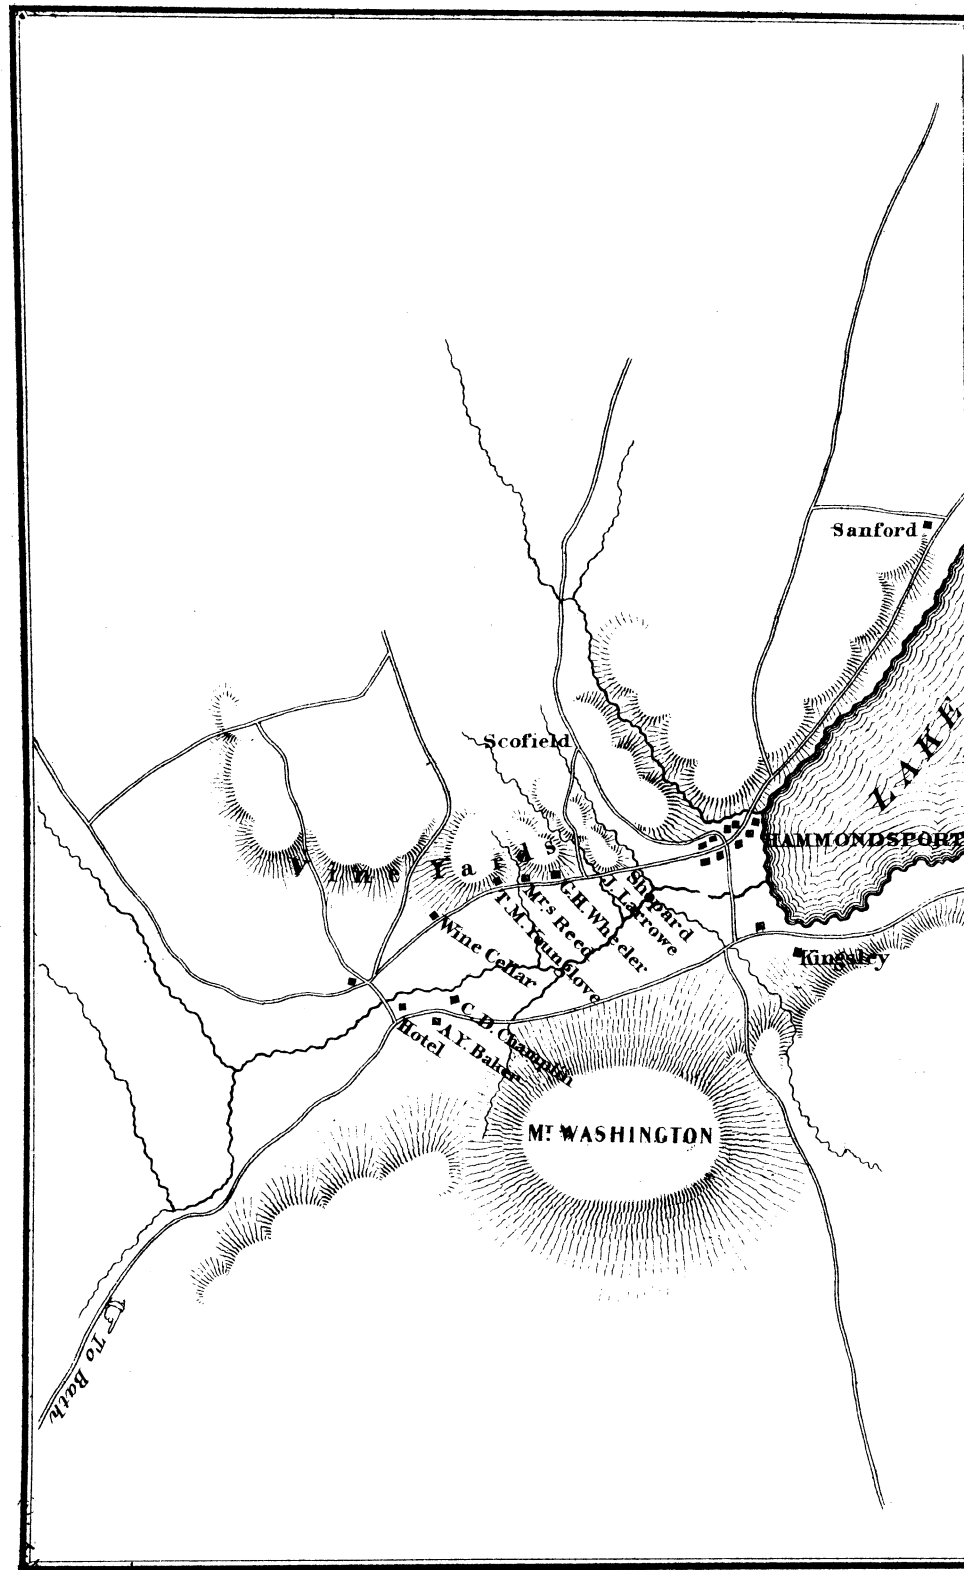 Sanford
LAKE
Scofield
HAMMONDSPORT
Vine Yards
Shepard
J. Larrowe
G.H. Wheeler
Mrs Reed
T.M. Younglove
Wine Cellar
Kingsley
C.D. Champlin
A.Y. Baker
Hotel
MT. WASHINGTON
To Bath